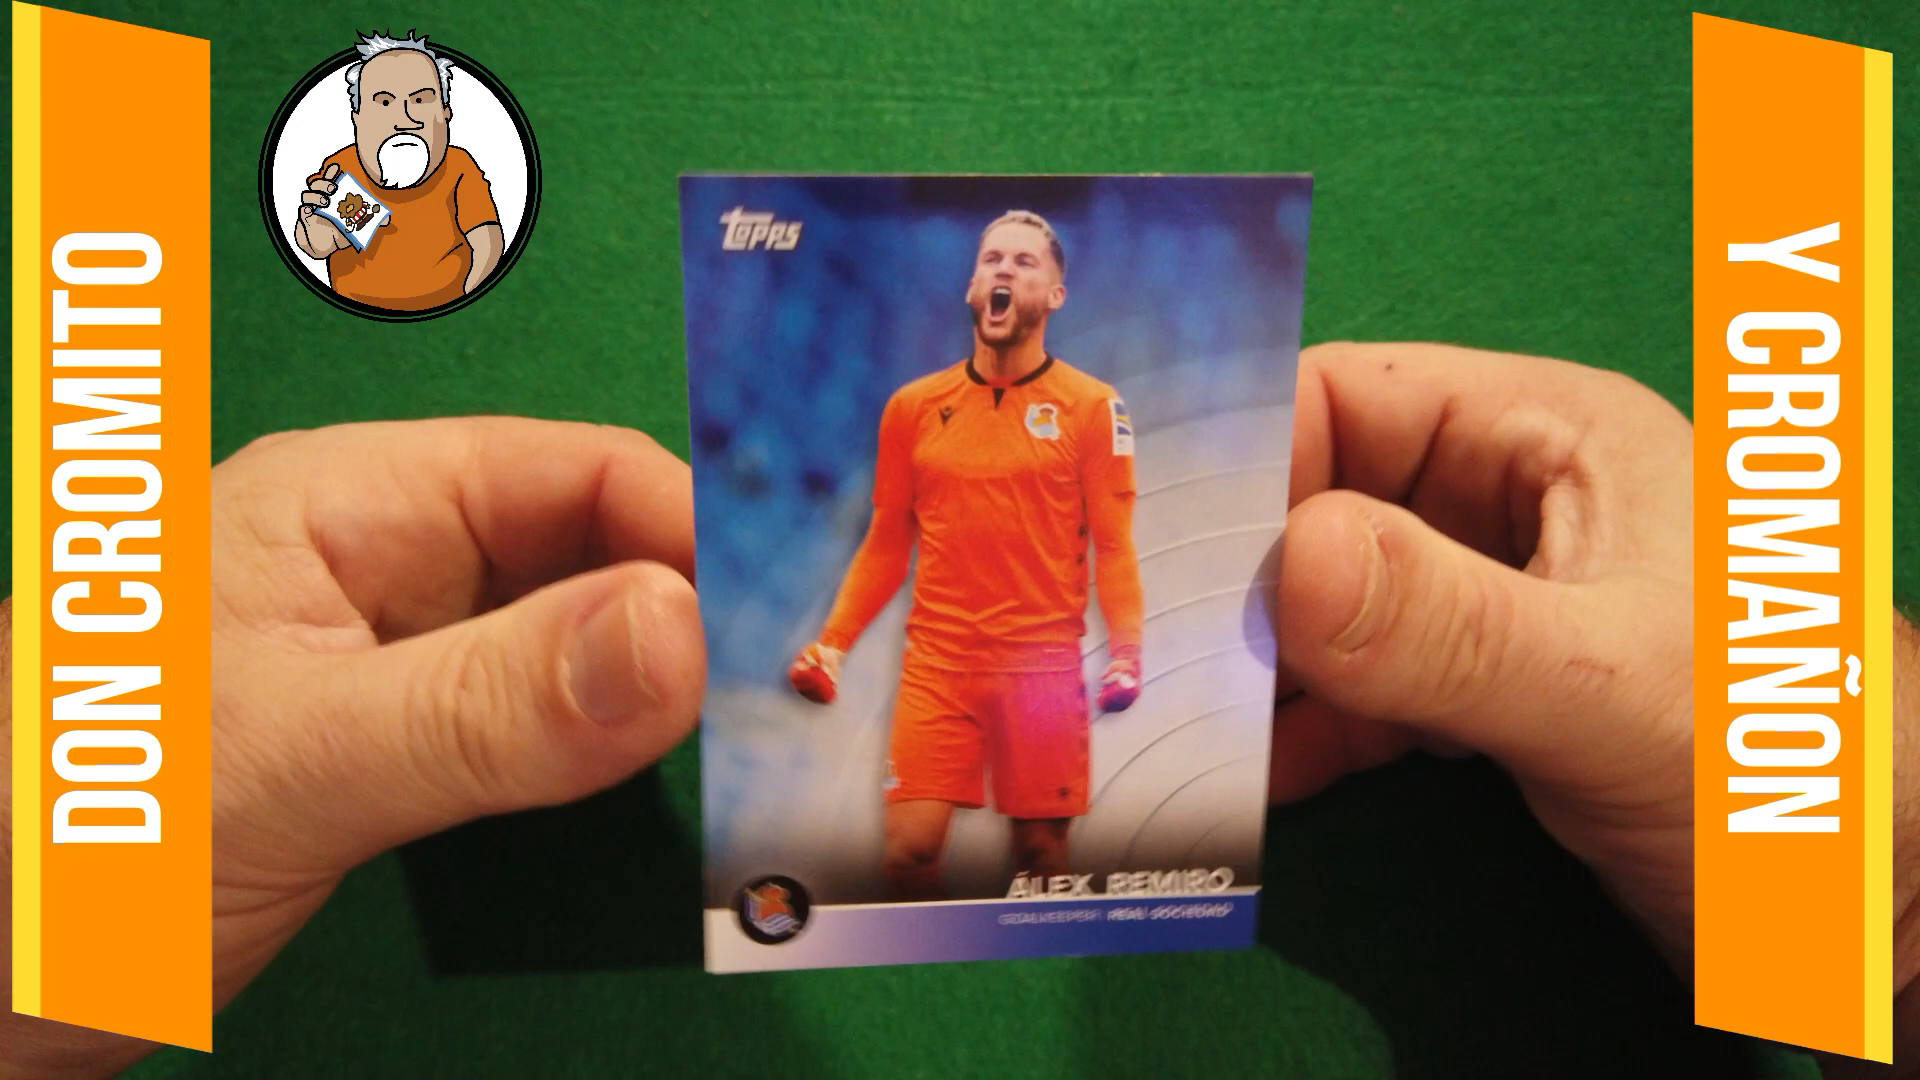 DON CROMITO
Topps
ÁLEX REMIRO
GOALKEEPER REAL SOCIEDAD
Y CROMAÑON